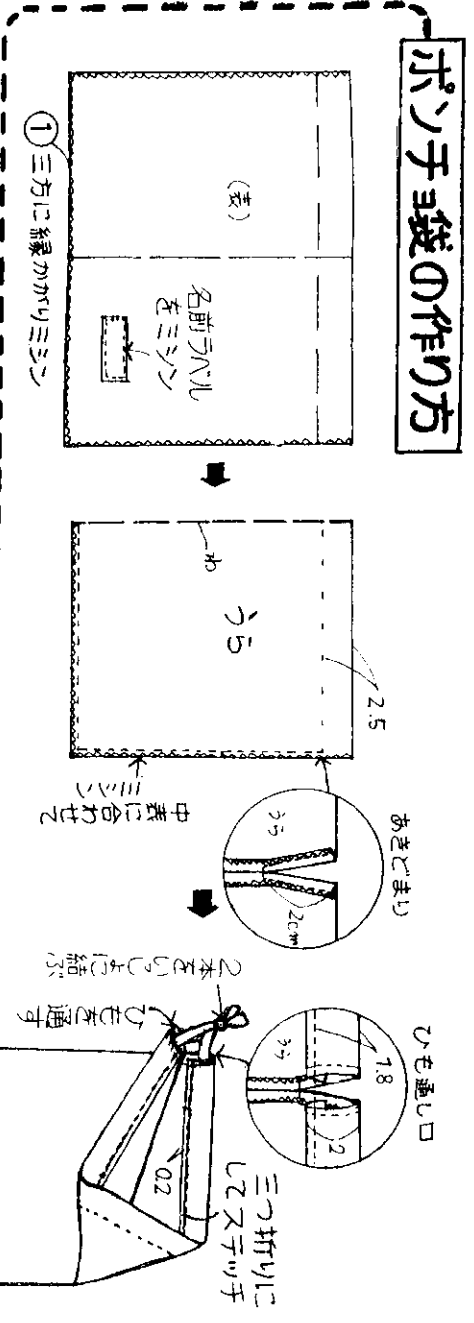 ポンチョ袋の作り方
(表)
名前ラベル
をミシン
① 三方に縁かがりミシン
わ
うら
2.5
中表に合わせて
ミシン
あきどまり
うら
2cm
ひも通し口
1.8
うら
2
2本をいっしょに結ぶ
ひもを通す
0.2
三つ折りに
してステッチ